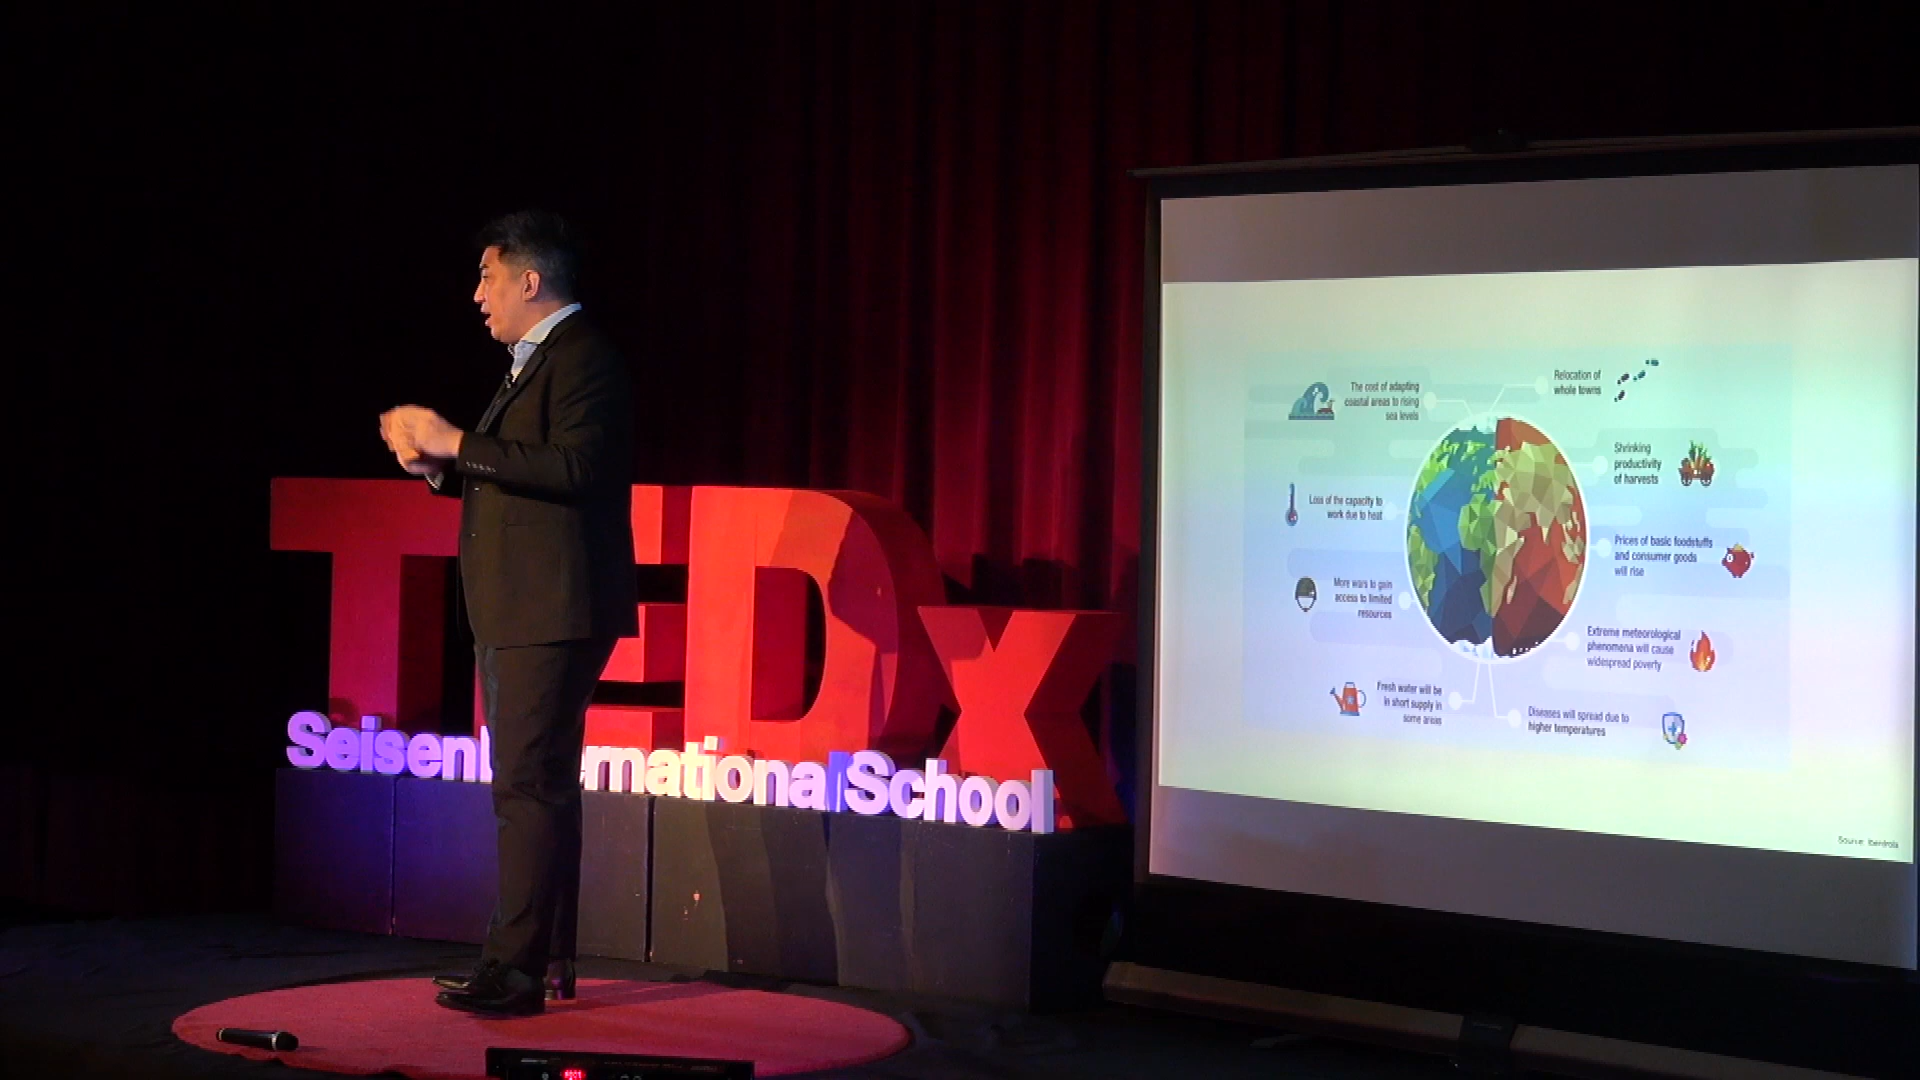 TEDx
Seisen International School
The cost of adapting
coastal areas to rising
sea levels
Relocation of
whole towns
Shrinking
productivity
of harvests
Loss of the capacity to
work due to heat
Prices of basic foodstuffs
and consumer goods
will rise
More wars to gain
access to limited
resources
Extreme meteorological
phenomena will cause
widespread poverty
Fresh water will be
in short supply in
some areas
Diseases will spread due to
higher temperatures
Source: Iberdrola